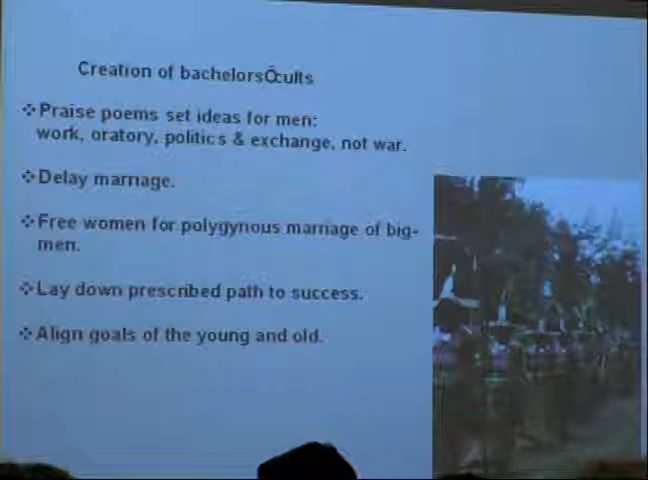 Creation of bachelorsÓcults
❖Praise poems set ideas for men:
work, oratory, politics & exchange, not war.
❖Delay marriage.
❖Free women for polygynous marriage of big-
men.
❖Lay down prescribed path to success.
❖Align goals of the young and old.